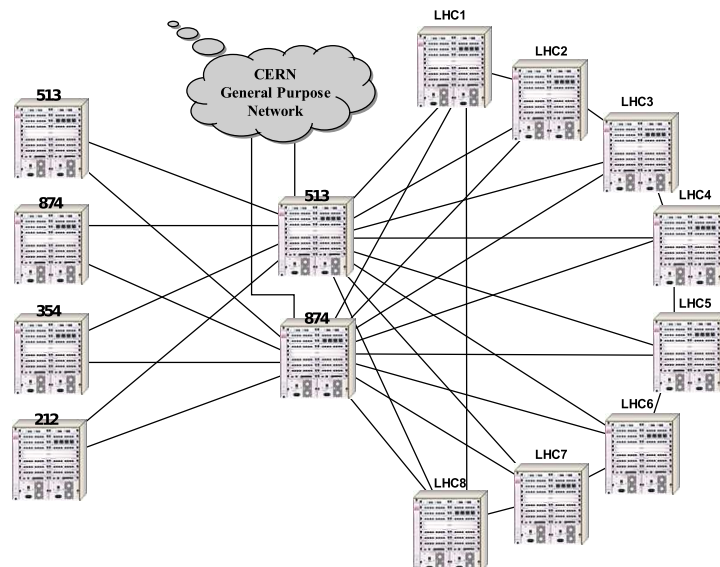 LHC1
CERN
General Purpose
Network
LHC2
513
LHC3
874
513
LHC4
354
874
LHC5
212
LHC6
LHC7
LHC8